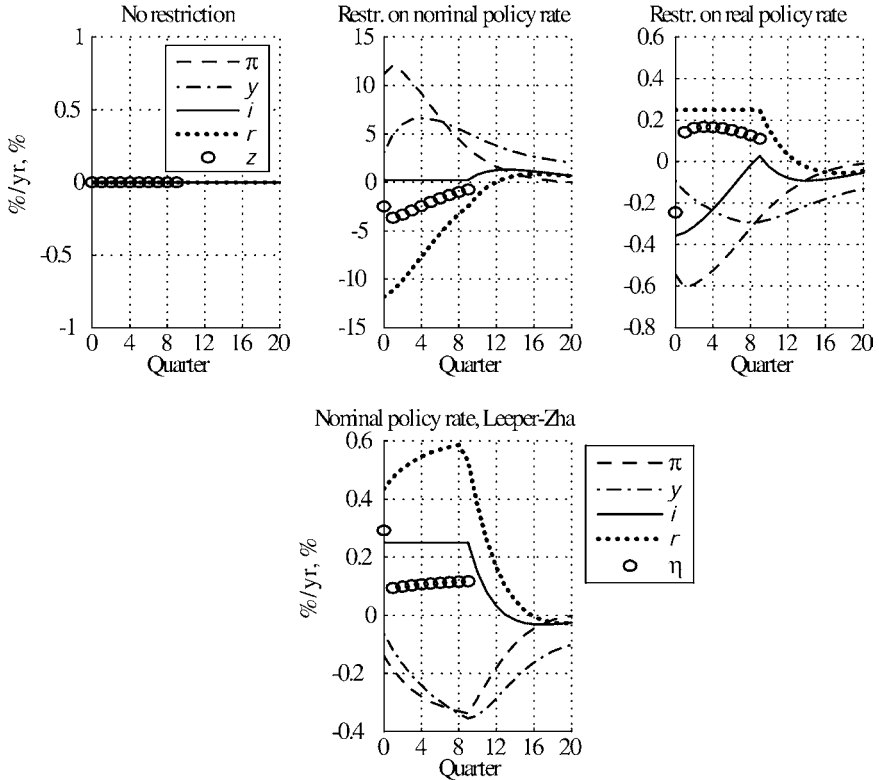 No restriction
Restr. on nominal policy rate
Restr. on real policy rate
%/yr, %
1
0.5
0
-0.5
-1
π
y
i
r
z
0 4 8 12 16 20
Quarter
15
10
5
0
-5
-10
-15
0 4 8 12 16 20
Quarter
0.6
0.4
0.2
0
-0.2
-0.4
-0.6
-0.8
0 4 8 12 16 20
Quarter
Nominal policy rate, Leeper-Zha
%/yr, %
0.6
0.4
0.2
0
-0.2
-0.4
0 4 8 12 16 20
Quarter
π
y
i
r
η